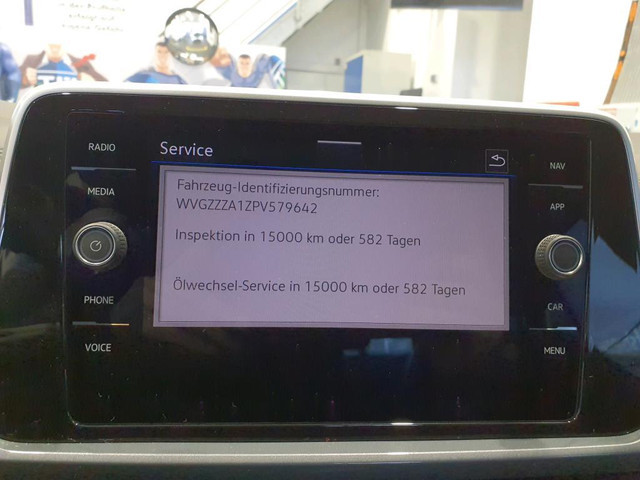 RADIO
MEDIA
PHONE
VOICE
Service
Fahrzeug-Identifizierungsnummer:
WVGZZZA1ZPV579642
Inspektion in 15000 km oder 582 Tagen
Ölwechsel-Service in 15000 km oder 582 Tagen
NAV
APP
CAR
MENU